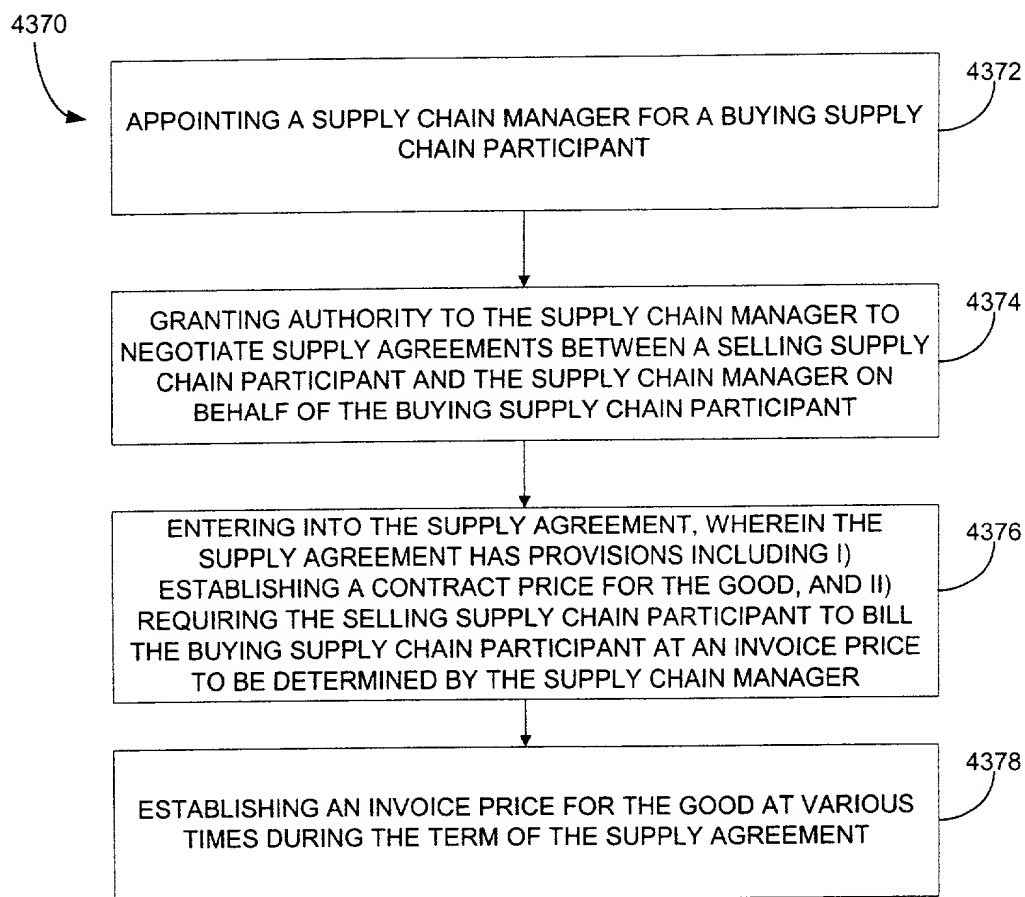 4370
4372
APPOINTING A SUPPLY CHAIN MANAGER FOR A BUYING SUPPLY
CHAIN PARTICIPANT
4374
GRANTING AUTHORITY TO THE SUPPLY CHAIN MANAGER TO
NEGOTIATE SUPPLY AGREEMENTS BETWEEN A SELLING SUPPLY
CHAIN PARTICIPANT AND THE SUPPLY CHAIN MANAGER ON
BEHALF OF THE BUYING SUPPLY CHAIN PARTICIPANT
4376
ENTERING INTO THE SUPPLY AGREEMENT, WHEREIN THE
SUPPLY AGREEMENT HAS PROVISIONS INCLUDING I)
ESTABLISHING A CONTRACT PRICE FOR THE GOOD, AND II)
REQUIRING THE SELLING SUPPLY CHAIN PARTICIPANT TO BILL
THE BUYING SUPPLY CHAIN PARTICIPANT AT AN INVOICE PRICE
TO BE DETERMINED BY THE SUPPLY CHAIN MANAGER
4378
ESTABLISHING AN INVOICE PRICE FOR THE GOOD AT VARIOUS
TIMES DURING THE TERM OF THE SUPPLY AGREEMENT